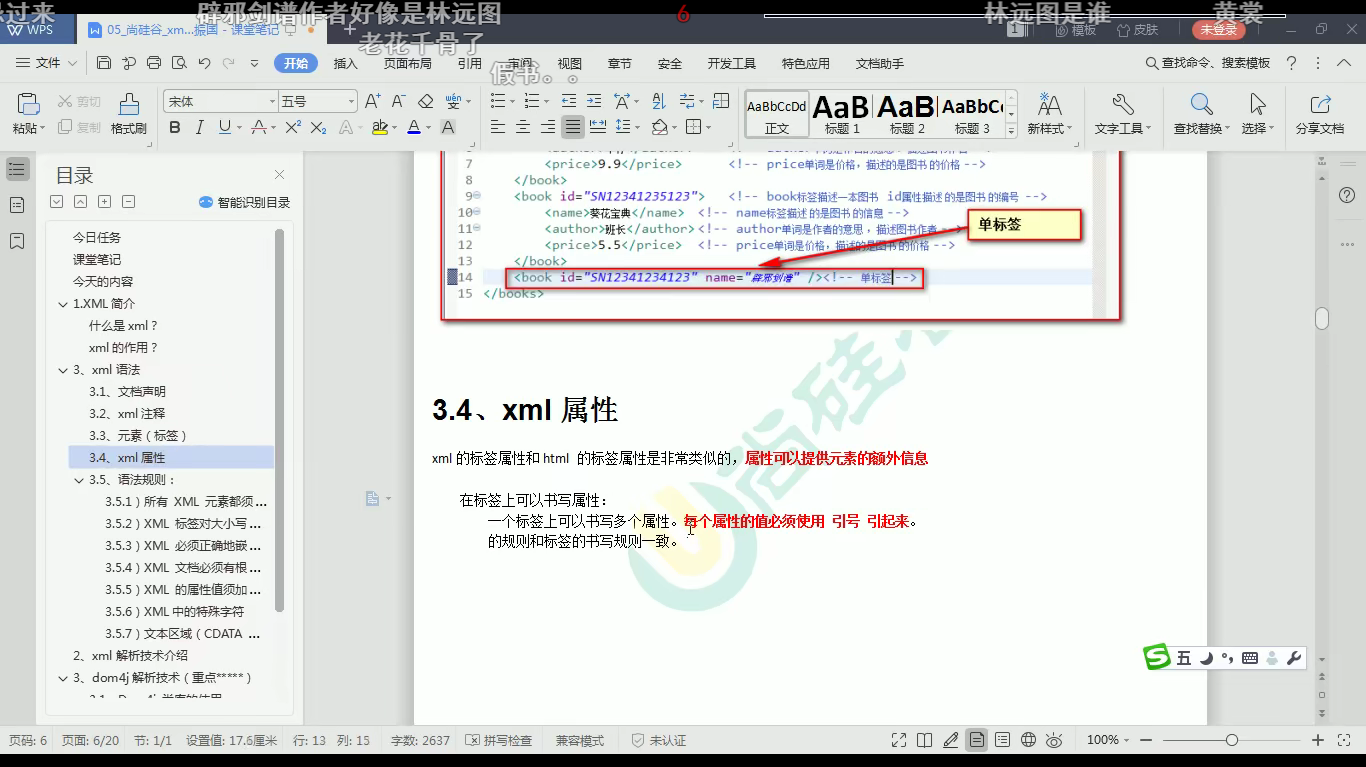 愚过来
辟邪剑谱作者好像是林远图
6
林远图是谁
黄裳
老花千骨了
假书。。
WPS
05_尚硅谷_xm...振国 - 课堂笔记
+
1
模板
皮肤
未登录
文件
开始
插入
页面布局
引用
审阅
视图
章节
安全
开发工具
特色应用
文档助手
查找命令、搜索模板
粘贴
剪切
复制
格式刷
宋体
五号
AaBbCcDd
正文
AaB
标题 1
AaB
标题 2
AaBbC
标题 3
新样式
文字工具
查找替换
选择
分享文档
目录
智能识别目录
今日任务
课堂笔记
今天的内容
1.XML 简介
什么是 xml？
xml 的作用？
3、xml 语法
3.1、文档声明
3.2、xml 注释
3.3、元素（标签）
3.4、xml 属性
3.5、语法规则：
3.5.1）所有 XML 元素都须...
3.5.2）XML 标签对大小写...
3.5.3）XML 必须正确地嵌...
3.5.4）XML 文档必须有根...
3.5.5）XML 的属性值须加...
3.5.6）XML 中的特殊字符
3.5.7）文本区域（CDATA ...
2、xml 解析技术介绍
3、dom4j 解析技术（重点*****）
7 <price>9.9</price> <!-- price单词是价格，描述的是图书 的价格 -->
8 </book>
9 <book id="SN12341235123"> <!-- book标签描述一本图书 id属性描述 的是图书 的编号 -->
10 <name>葵花宝典</name> <!-- name标签描述 的是图书 的信息 -->
11 <author>班长</author> <!-- author单词是作者的意思 ，描述图书作者 -->
12 <price>5.5</price> <!-- price单词是价格，描述的是图书 的价格 -->
13 </book>
14 <book id="SN12341234123" name="辟邪剑谱" /><!-- 单标签 -->
15 </books>
单标签
3.4、xml 属性
xml 的标签属性和 html 的标签属性是非常类似的，属性可以提供元素的额外信息
在标签上可以书写属性：
一个标签上可以书写多个属性。每个属性的值必须使用 引号 引起来。
的规则和标签的书写规则一致。
五
页码: 6
页面: 6/20
节: 1/1
设置值: 17.6厘米
行: 13
列: 15
字数: 2637
拼写检查
兼容模式
未认证
100%